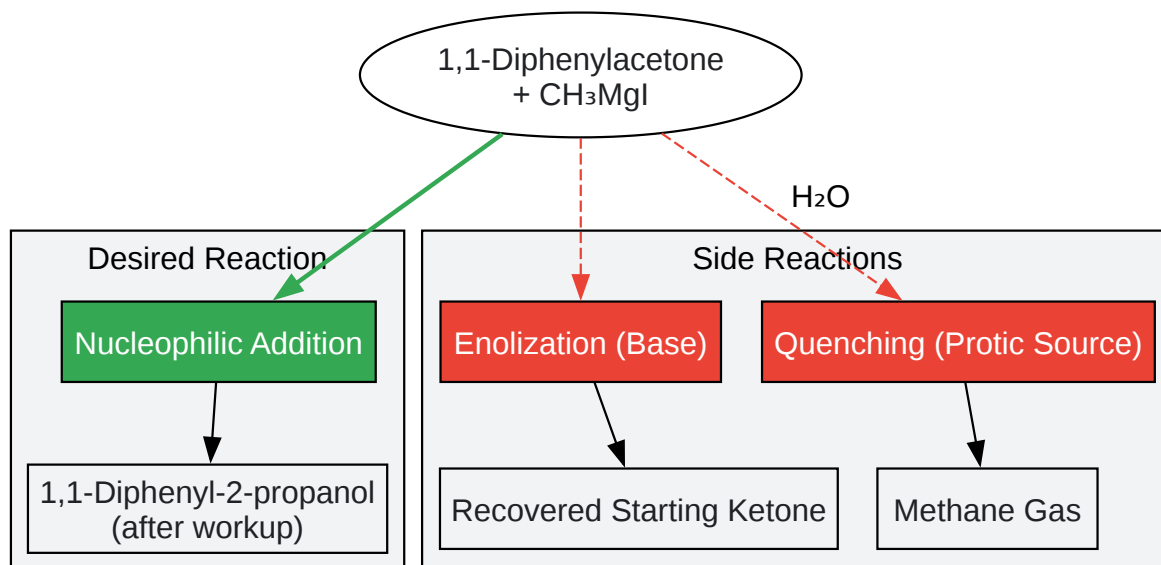 1,1-Diphenylacetone
+ CH₃MgI
H₂O
Desired Reaction
Side Reactions
Nucleophilic Addition
Enolization (Base)
Quenching (Protic Source)
1,1-Diphenyl-2-propanol
(after workup)
Recovered Starting Ketone
Methane Gas